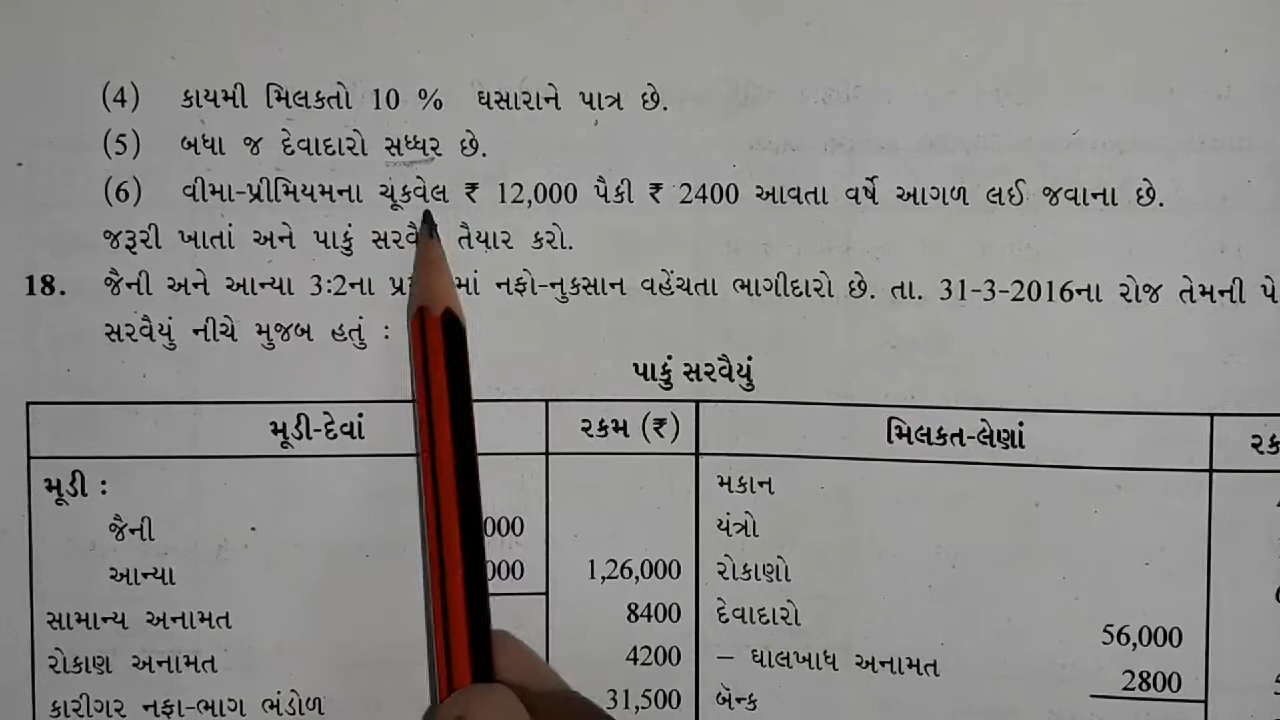 (4) કાયમી મિલકતો 10 % ઘસારાને પાત્ર છે.
(5) બધા જ દેવાદારો સધ્ધર છે.
(6) વીમા-પ્રીમિયમના ચૂંકવેલ ₹ 12,000 પૈકી ₹ 2400 આવતા વર્ષે આગળ લઈ જવાના છે.
જરૂરી ખાતાં અને પાકું તૈયાર કરો.
18. જૈની અને આન્યા 3:2ના નફો-નુકસાન વહેંચતા ભાગીદારો છે. તા. 31-3-2016ના રોજ તેમની
સરવૈયું નીચે મુજબ હતું :
પાકું સરવૈયું
મૂડી-દેવાં રકમ (₹) મિલકત-લેણાં
મૂડી : મકાન
જૈની 000 યંત્રો
આન્યા 000 1,26,000 રોકાણો
સામાન્ય અનામત 8400 દેવાદારો 56,000
રોકાણ અનામત 4200 – ઘાલખાધ અનામત 2800
કારીગર નફા-ભાગ ભંડોળ 31,500 બૅન્ક